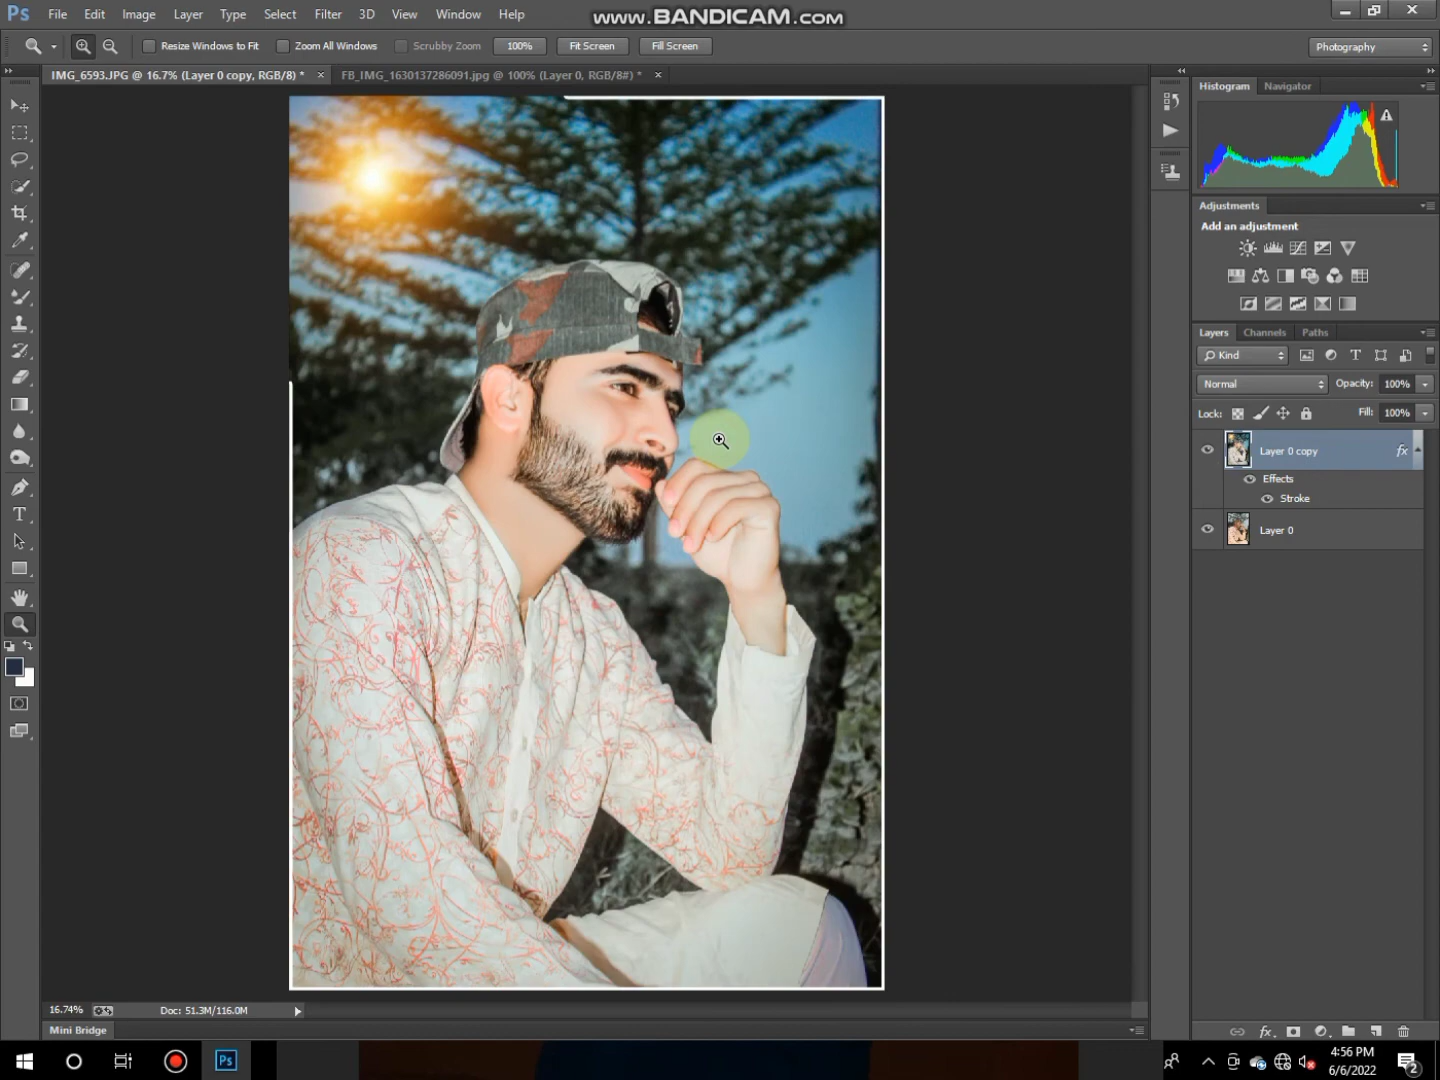 Ps File Edit Image Layer Type Select Filter 3D View Window Help
www.BANDICAM.com
Resize Windows to Fit Zoom All Windows Scrubby Zoom 100% Fit Screen Fill Screen Photography
IMG_6593.JPG @ 16.7% (Layer 0 copy, RGB/8) * × FB_IMG_1630137286091.jpg @ 100% (Layer 0, RGB/8#) * ×
Histogram Navigator
Adjustments
Add an adjustment
Layers Channels Paths
Kind
Normal Opacity: 100%
Lock: Fill: 100%
Layer 0 copy fx
Effects
Stroke
Layer 0
16.74% Doc: 51.3M/116.0M
Mini Bridge
fx
Ps
4:56 PM
6/6/2022
2